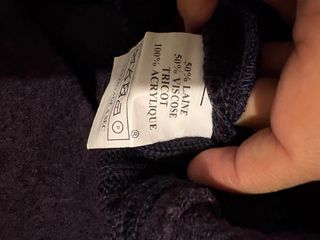 50% LAINE
50% VISCOSE
TRICOT
100% ACRYLIQUE
P
®